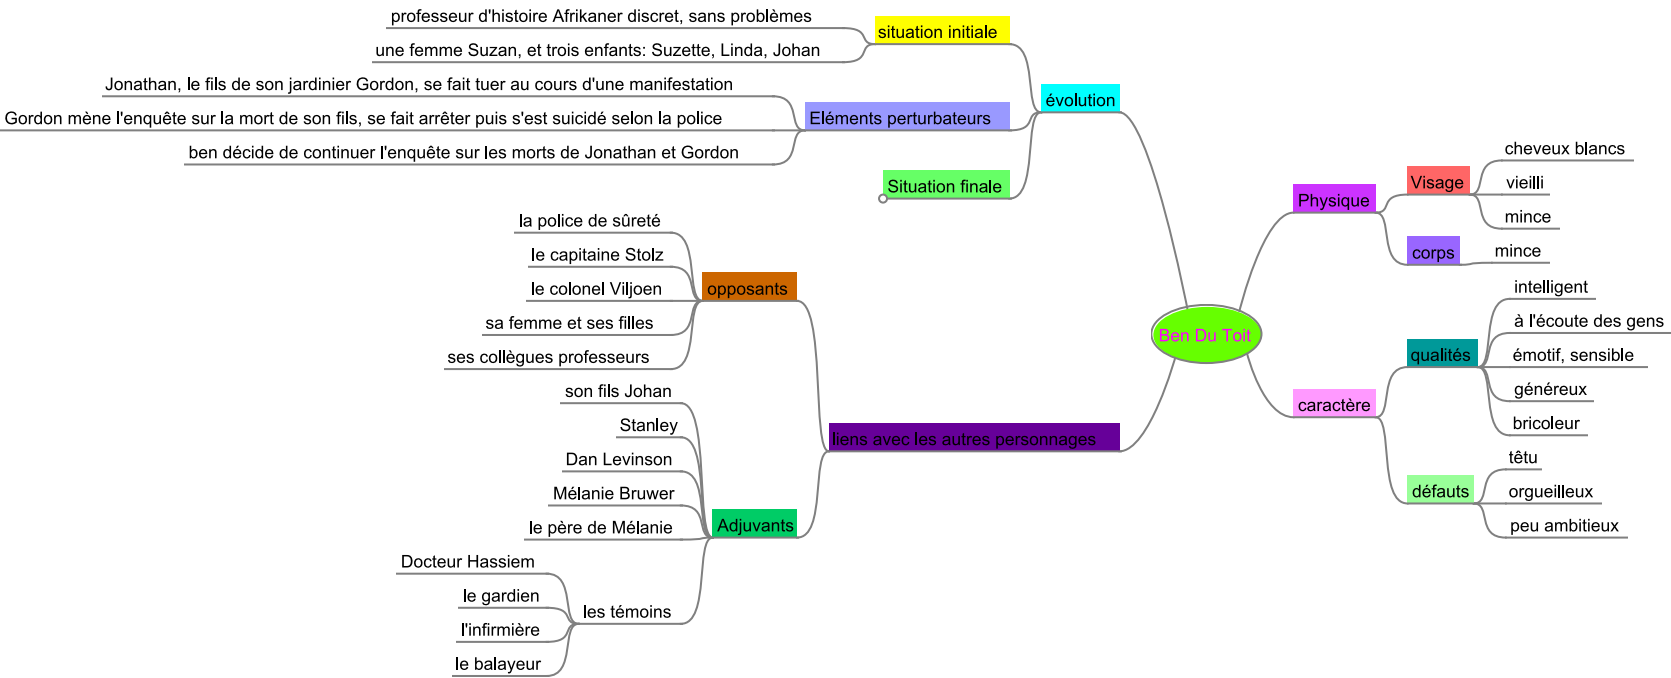 professeur d'histoire Afrikaner discret, sans problèmes
une femme Suzan, et trois enfants: Suzette, Linda, Johan
situation initiale
Jonathan, le fils de son jardinier Gordon, se fait tuer au cours d'une manifestation
Gordon mène l'enquête sur la mort de son fils, se fait arrêter puis s'est suicidé selon la police
ben décide de continuer l'enquête sur les morts de Jonathan et Gordon
Eléments perturbateurs
Situation finale
évolution
la police de sûreté
le capitaine Stolz
le colonel Viljoen
sa femme et ses filles
ses collègues professeurs
opposants
son fils Johan
Stanley
Dan Levinson
Mélanie Bruwer
le père de Mélanie
Docteur Hassiem
le gardien
l'infirmière
le balayeur
les témoins
Adjuvants
liens avec les autres personnages
Ben Du Toit
Physique
Visage
cheveux blancs
vieilli
mince
corps
mince
caractère
qualités
intelligent
à l'écoute des gens
émotif, sensible
généreux
bricoleur
défauts
têtu
orgueilleux
peu ambitieux